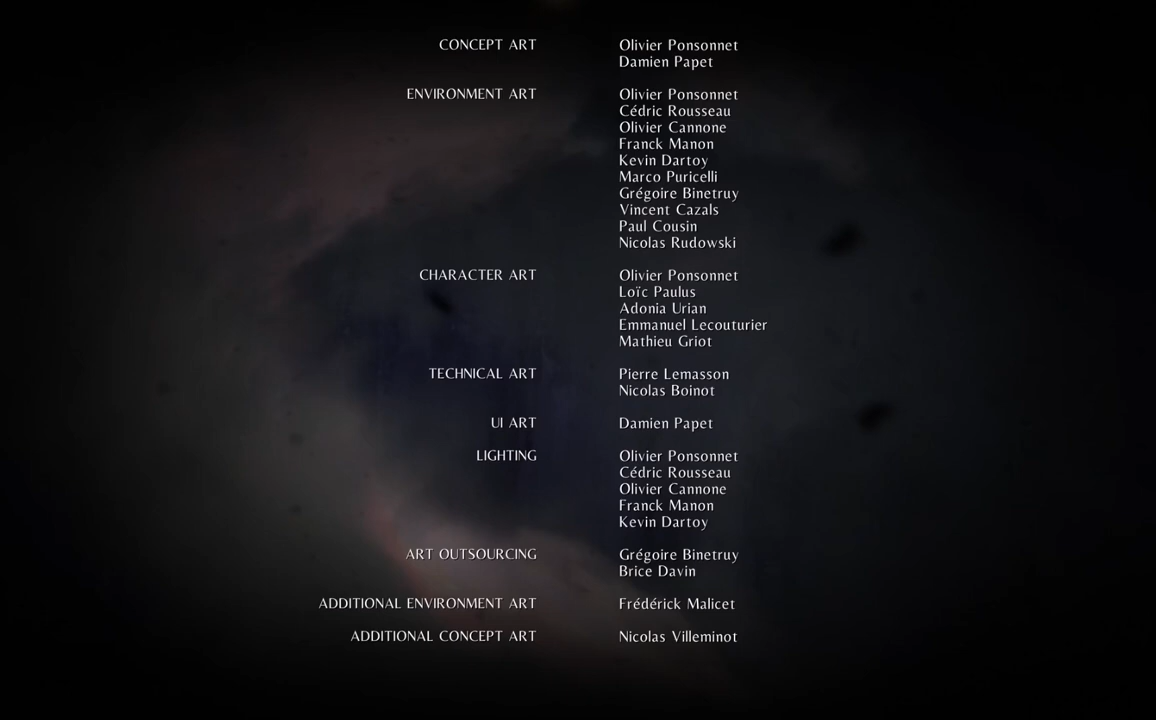 CONCEPT ART Olivier Ponsonnet
Damien Papet
ENVIRONMENT ART Olivier Ponsonnet
Cédric Rousseau
Olivier Cannone
Franck Manon
Kevin Dartoy
Marco Puricelli
Grégoire Binetruy
Vincent Cazals
Paul Cousin
Nicolas Rudowski
CHARACTER ART Olivier Ponsonnet
Loïc Paulus
Adonia Urian
Emmanuel Lecouturier
Mathieu Griot
TECHNICAL ART Pierre Lemasson
Nicolas Boinot
UI ART Damien Papet
LIGHTING Olivier Ponsonnet
Cédric Rousseau
Olivier Cannone
Franck Manon
Kevin Dartoy
ART OUTSOURCING Grégoire Binetruy
Brice Davin
ADDITIONAL ENVIRONMENT ART Frédérick Malicet
ADDITIONAL CONCEPT ART Nicolas Villeminot